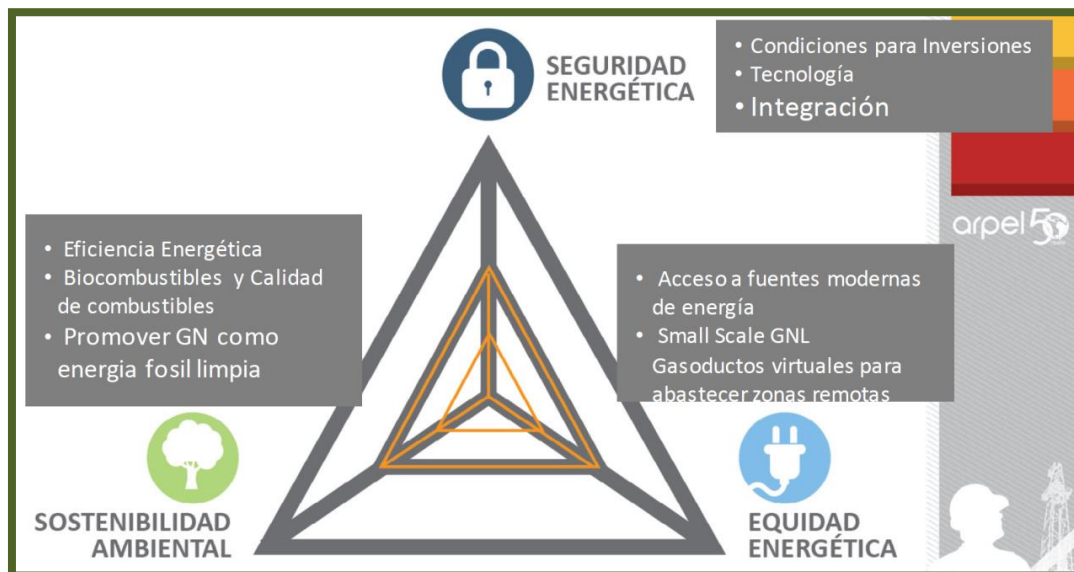 SEGURIDAD
ENERGÉTICA
• Condiciones para Inversiones
• Tecnología
• Integración
arpel 50
• Eficiencia Energética
• Biocombustibles y Calidad
de combustibles
• Promover GN como
energia fosil limpia
• Acceso a fuentes modernas
de energía
• Small Scale GNL
Gasoductos virtuales para
abastecer zonas remotas
SOSTENIBILIDAD
AMBIENTAL
EQUIDAD
ENERGÉTICA